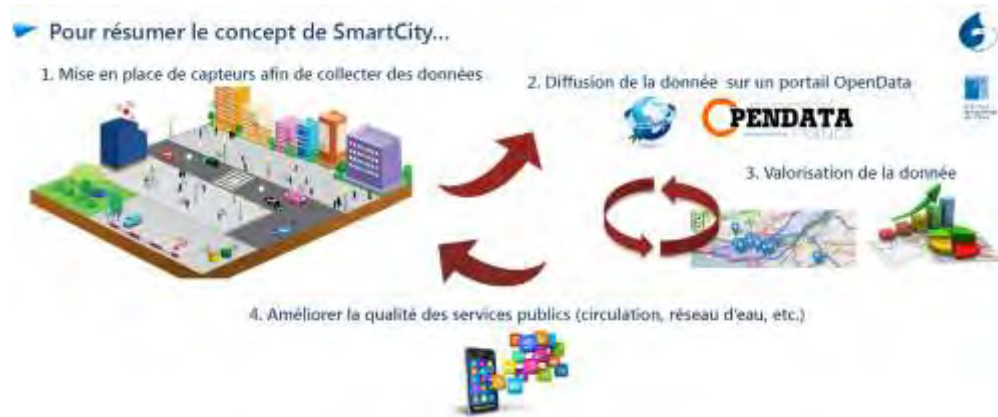 Pour résumer le concept de SmartCity...
1. Mise en place de capteurs afin de collecter des données
2. Diffusion de la donnée sur un portail OpenData
OPENDATA
3. Valorisation de la donnée
4. Améliorer la qualité des services publics (circulation, réseau d'eau, etc.)